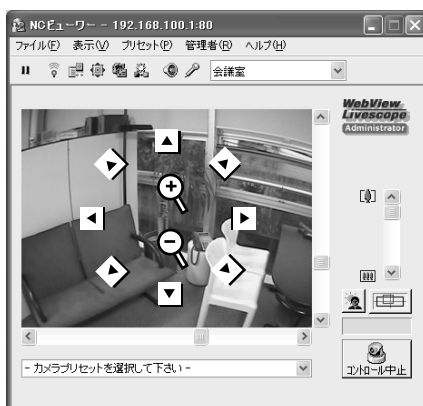 NCビューワー - 192.168.100.1:80
ファイル(F) 表示(V) プリセット(P) 管理者(R) ヘルプ(H)
会議室
WebView
Livescope
Administrator
- カメラプリセットを選択して下さい -
コントロール中止